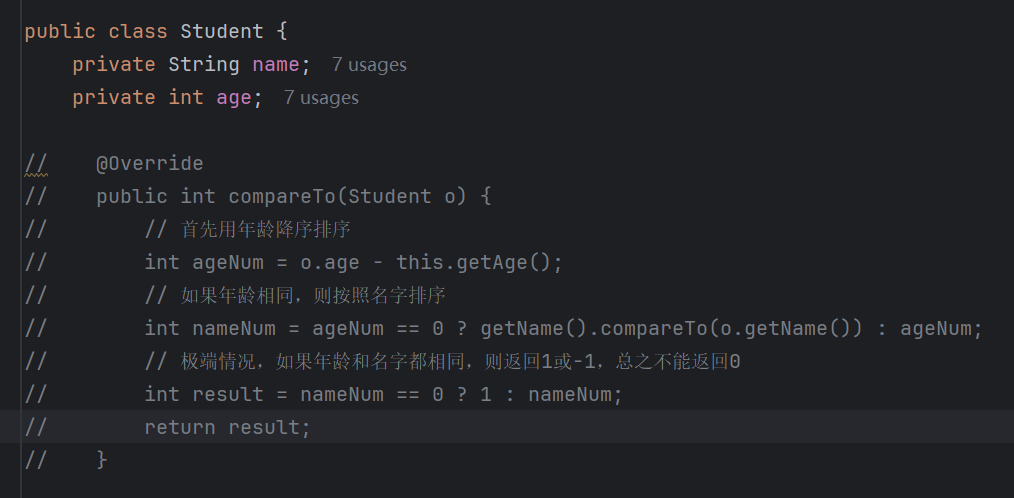 public class Student {
    private String name;   7 usages
    private int age;   7 usages
//    @Override
//    public int compareTo(Student o) {
//        // 首先用年龄降序排序
//        int ageNum = o.age - this.getAge();
//        // 如果年龄相同，则按照名字排序
//        int nameNum = ageNum == 0 ? getName().compareTo(o.getName()) : ageNum;
//        // 极端情况，如果年龄和名字都相同，则返回1或-1，总之不能返回0
//        int result = nameNum == 0 ? 1 : nameNum;
//        return result;
//    }